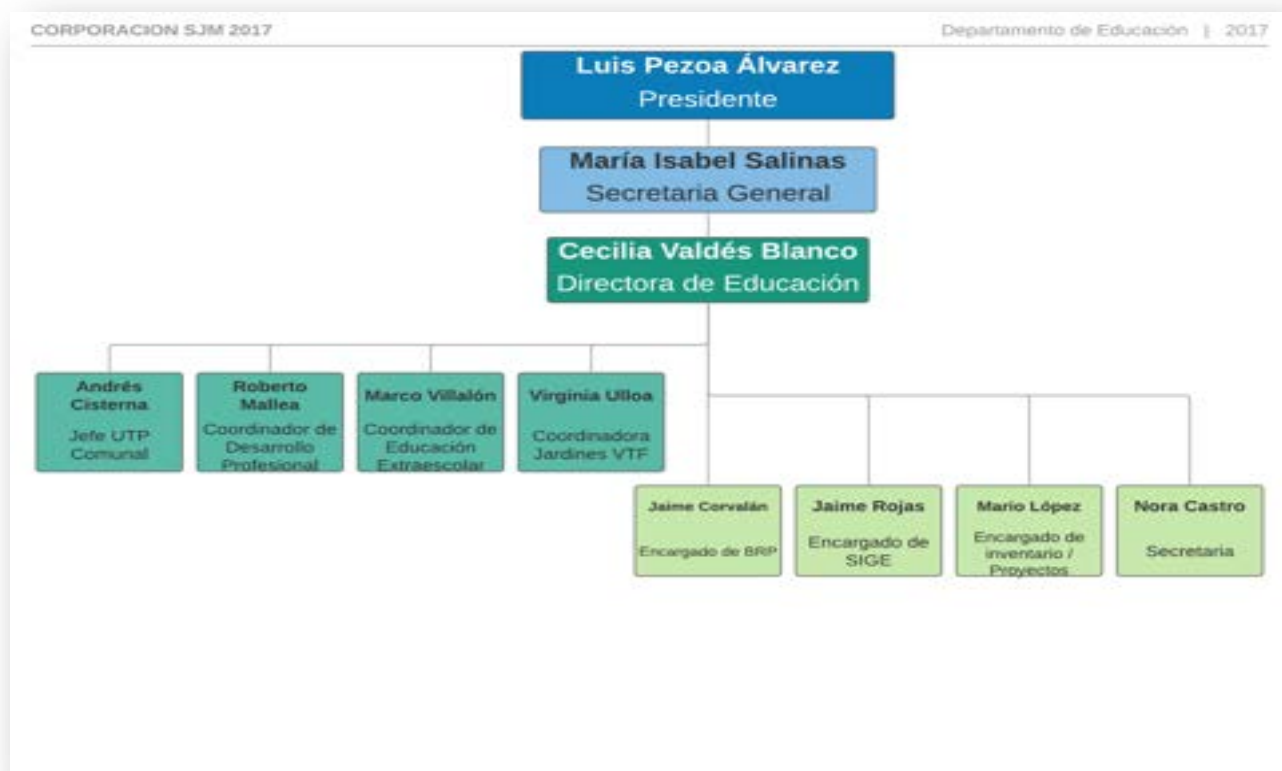 CORPORACION SJM 2017
Departamento de Educación | 2017
Luis Pezoa Álvarez
Presidente
María Isabel Salinas
Secretaria General
Cecilia Valdés Blanco
Directora de Educación
Andrés
Cisterna
Jefe UTP
Comunal
Roberto
Mallea
Coordinador de
Desarrollo
Profesional
Marco Villalón
Coordinador de
Educación
Extraescolar
Virginia Ulloa
Coordinadora
Jardines VTF
Jaime Corvalán
Encargado de BRP
Jaime Rojas
Encargado de
SIGE
Mario López
Encargado de
inventario /
Proyectos
Nora Castro
Secretaria